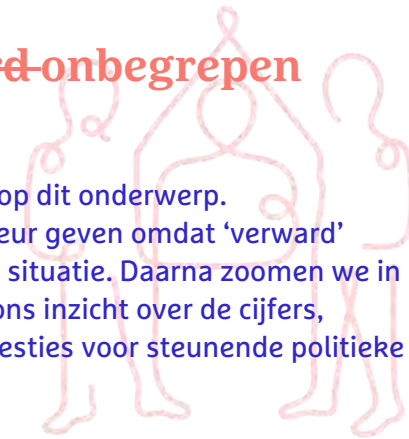 d onbegrepen
op dit onderwerp.
eur geven omdat ‘verward’
situatie. Daarna zoomen we in
ons inzicht over de cijfers,
esties voor steunende politieke